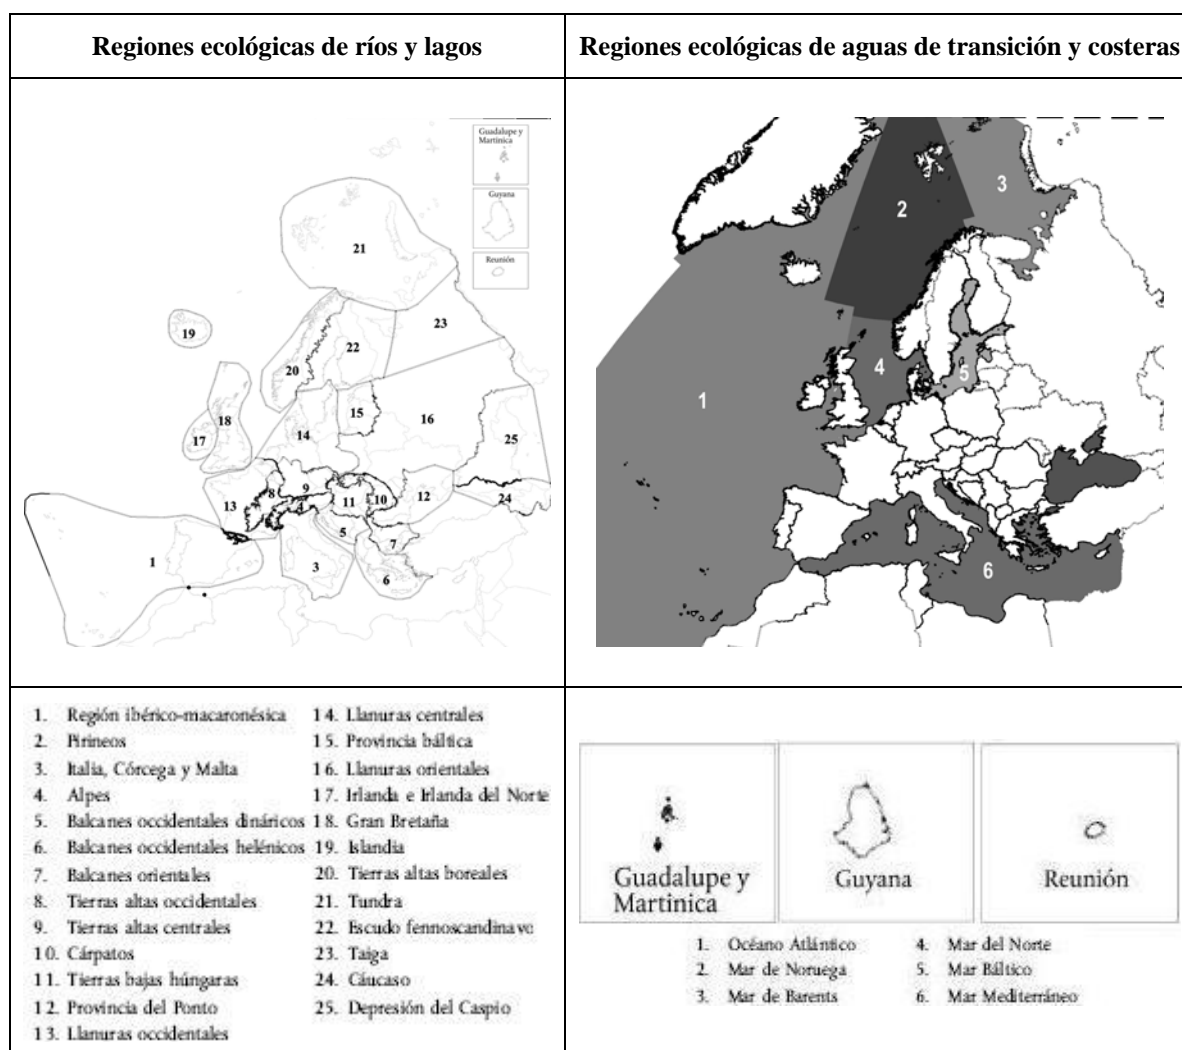 Regiones ecológicas de ríos y lagos
Regiones ecológicas de aguas de transición y costeras
Guadalupe y
Martinica
Guyana
Reunión
21
19
23
22
20
18
17
15
16
14
25
13
8
9
10
11
12
24
4
5
7
1
3
6
3
2
4
5
1
6
1. Región ibérico-macaronésica
2. Pirineos
3. Italia, Córcega y Malta
4. Alpes
5. Balcanes occidentales dináricos
6. Balcanes occidentales helénicos
7. Balcanes orientales
8. Tierras altas occidentales
9. Tierras altas centrales
10. Cárpatos
11. Tierras bajas húngaras
12. Provincia del Ponto
13. Llanuras occidentales
14. Llanuras centrales
15. Provincia báltica
16. Llanuras orientales
17. Irlanda e Irlanda del Norte
18. Gran Bretaña
19. Islandia
20. Tierras altas boreales
21. Tundra
22. Escudo fennoscandinavo
23. Taiga
24. Cáucaso
25. Depresión del Caspio
Guadalupe y
Martinica
Guyana
Reunión
1. Océano Atlántico
2. Mar de Noruega
3. Mar de Barents
4. Mar del Norte
5. Mar Báltico
6. Mar Mediterráneo